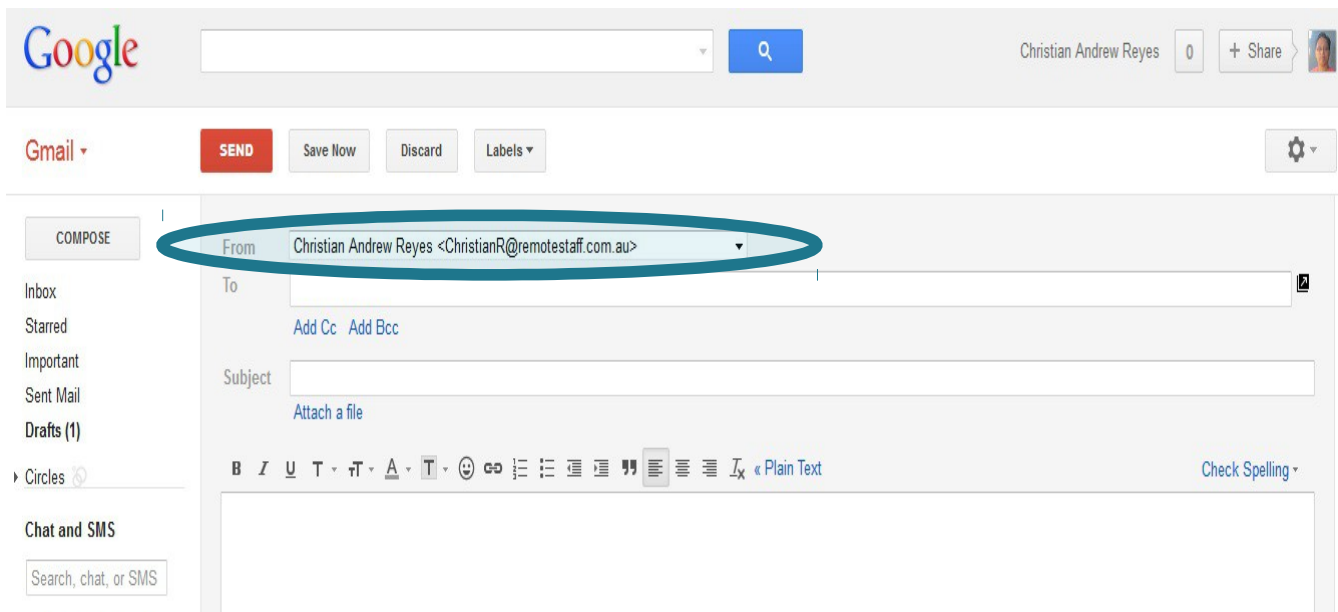 Google
Christian Andrew Reyes 0 + Share
Gmail
SEND Save Now Discard Labels
COMPOSE
From Christian Andrew Reyes <ChristianR@remotestaff.com.au>
To
Inbox
Starred
Add Cc Add Bcc
Important
Subject
Sent Mail
Attach a file
Drafts (1)
Circles
B I U T T A T « Plain Text Check Spelling
Chat and SMS
Search, chat, or SMS